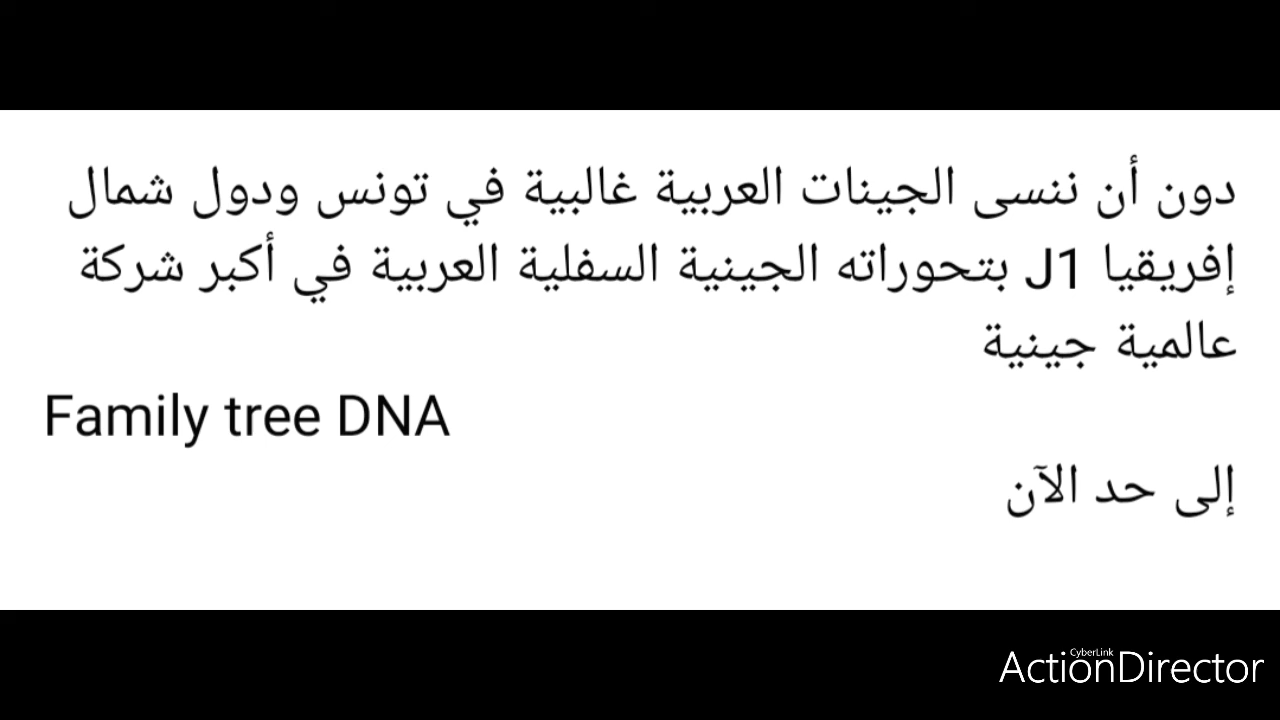 دون أن ننسى الجينات العربية غالبية في تونس ودول شمال
إفريقيا J1 بتحوراته الجينية السفلية العربية في أكبر شركة
عالمية جينية
Family tree DNA
إلى حد الآن
CyberLink
ActionDirector